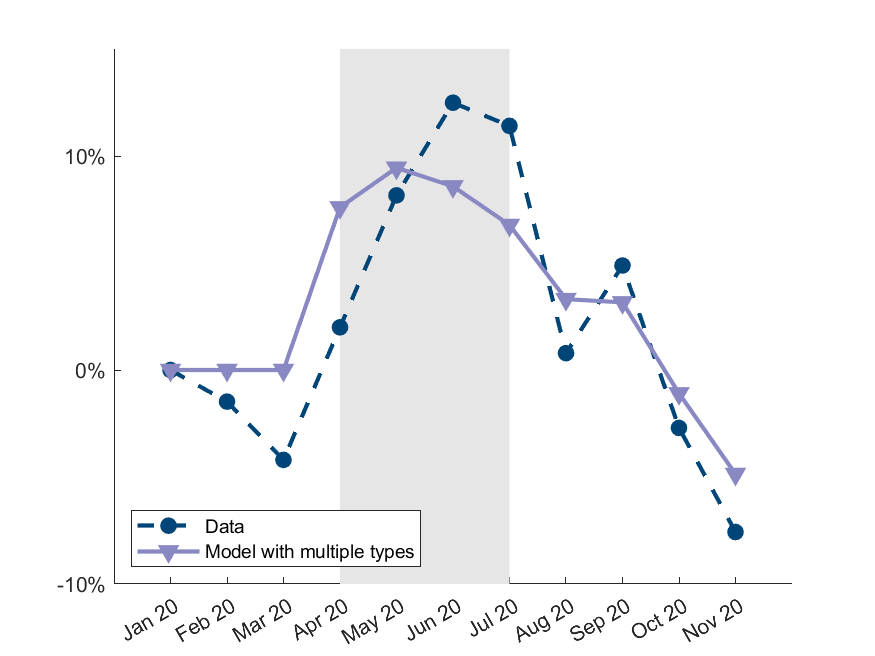 10%
0%
-10%
Data
Model with multiple types
Jan 20
Feb 20
Mar 20
Apr 20
May 20
Jun 20
Jul 20
Aug 20
Sep 20
Oct 20
Nov 20